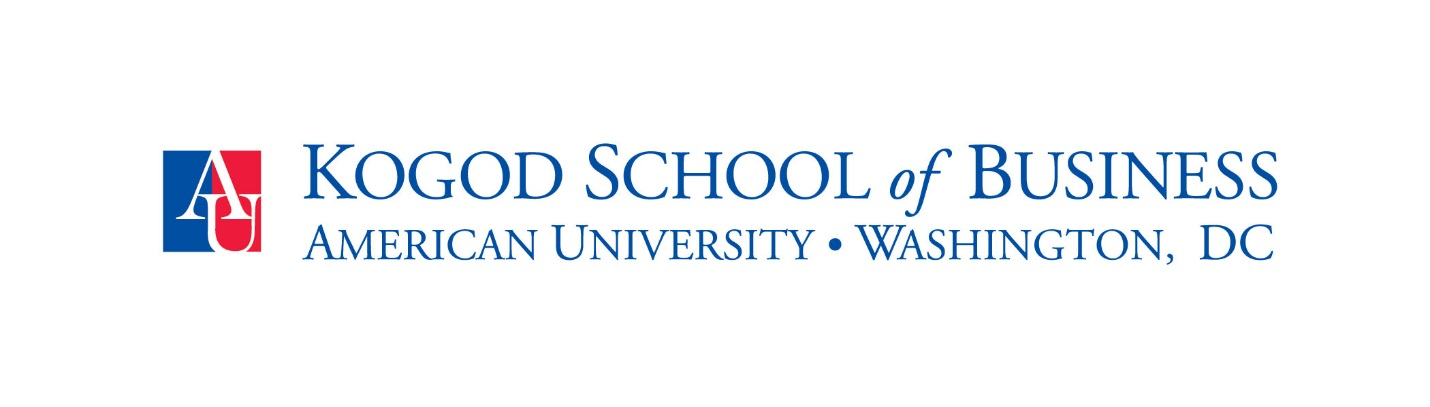 AU
KOGOD SCHOOL of BUSINESS
AMERICAN UNIVERSITY • WASHINGTON, DC